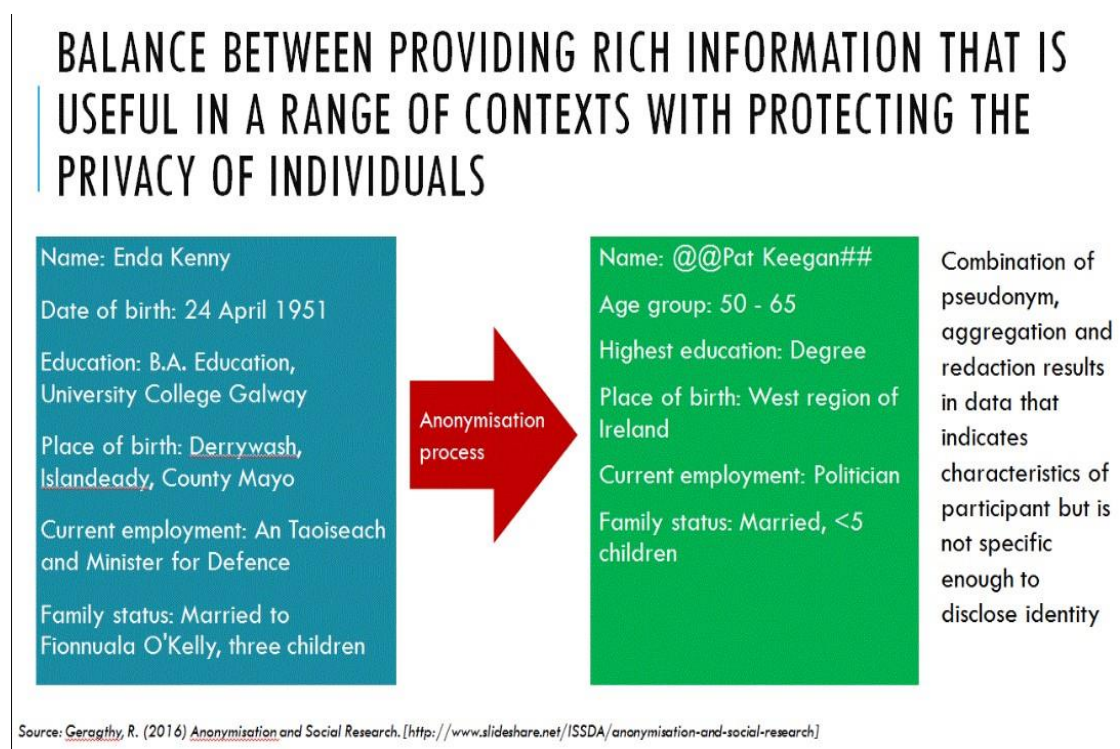 BALANCE BETWEEN PROVIDING RICH INFORMATION THAT IS
USEFUL IN A RANGE OF CONTEXTS WITH PROTECTING THE
PRIVACY OF INDIVIDUALS
Name: Enda Kenny
Date of birth: 24 April 1951
Education: B.A. Education,
University College Galway
Place of birth: Derrywash,
Islandeady, County Mayo
Current employment: An Taoiseach
and Minister for Defence
Family status: Married to
Fionnuala O'Kelly, three children
Anonymisation
process
Name: @@Pat Keegan##
Age group: 50 - 65
Highest education: Degree
Place of birth: West region of
Ireland
Current employment: Politician
Family status: Married, <5
children
Combination of
pseudonym,
aggregation and
redaction results
in data that
indicates
characteristics of
participant but is
not specific
enough to
disclose identity
Source: Geragthy, R. (2016) Anonymisation and Social Research. [http://www.slideshare.net/ISSDA/anonymisation-and-social-research]